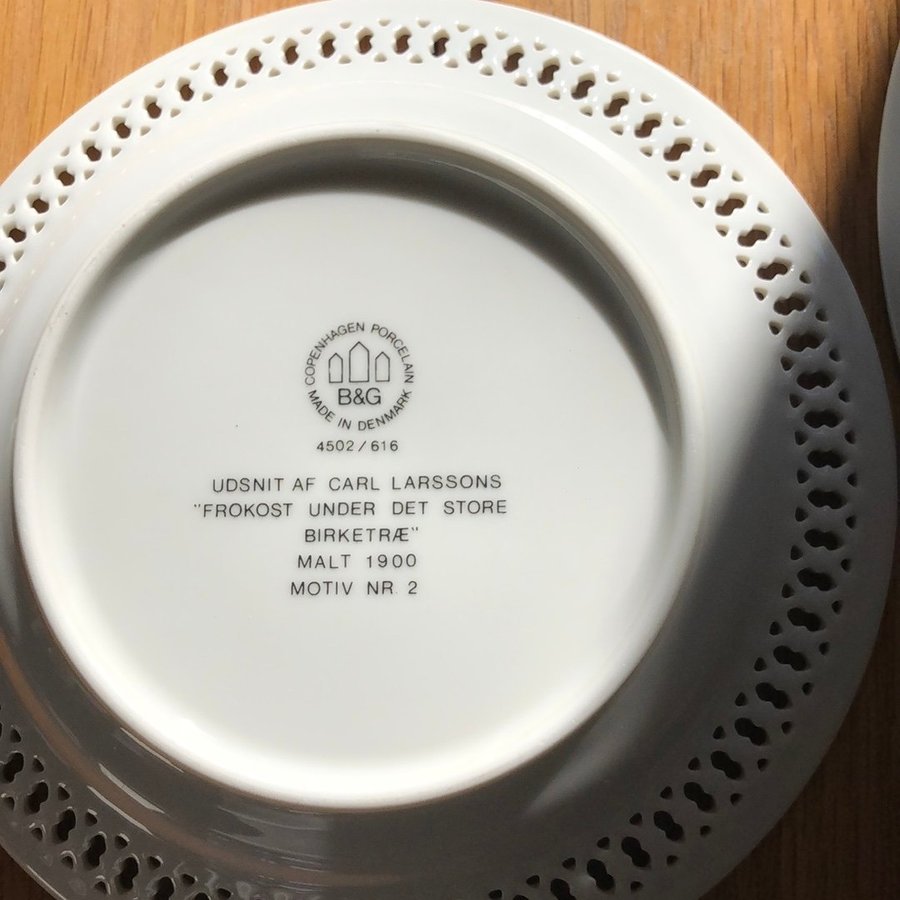 COPENHAGEN PORCELAIN
B&G
MADE IN DENMARK
4502/616
UDSNIT AF CARL LARSSONS
"FROKOST UNDER DET STORE
BIRKETRÆ"
MALT 1900
MOTIV NR. 2